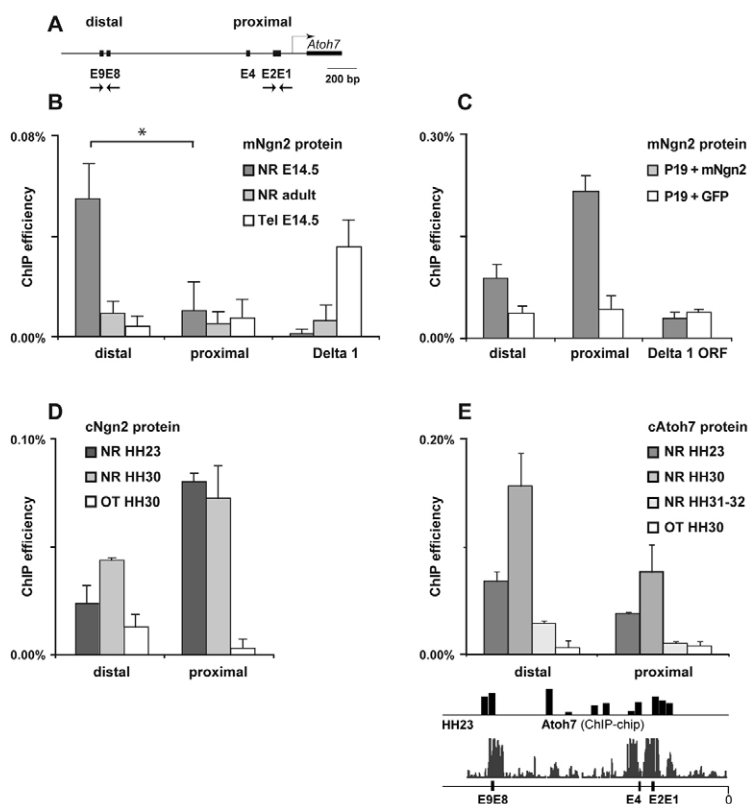 A
distal
proximal
Atoh7
E9E8
E4
E2E1
200 bp
B
0.08%
0.00%
ChIP efficiency
*
mNgn2 protein
NR E14.5
NR adult
Tel E14.5
distal
proximal
Delta 1
C
0.30%
0.00%
ChIP efficiency
mNgn2 protein
P19 + mNgn2
P19 + GFP
distal
proximal
Delta 1 ORF
D
0.10%
0.00%
ChIP efficiency
cNgn2 protein
NR HH23
NR HH30
OT HH30
distal
proximal
E
0.20%
0.00%
ChIP efficiency
cAtoh7 protein
NR HH23
NR HH30
NR HH31-32
OT HH30
distal
proximal
HH23
Atoh7 (ChIP-chip)
E9E8
E4
E2E1
0